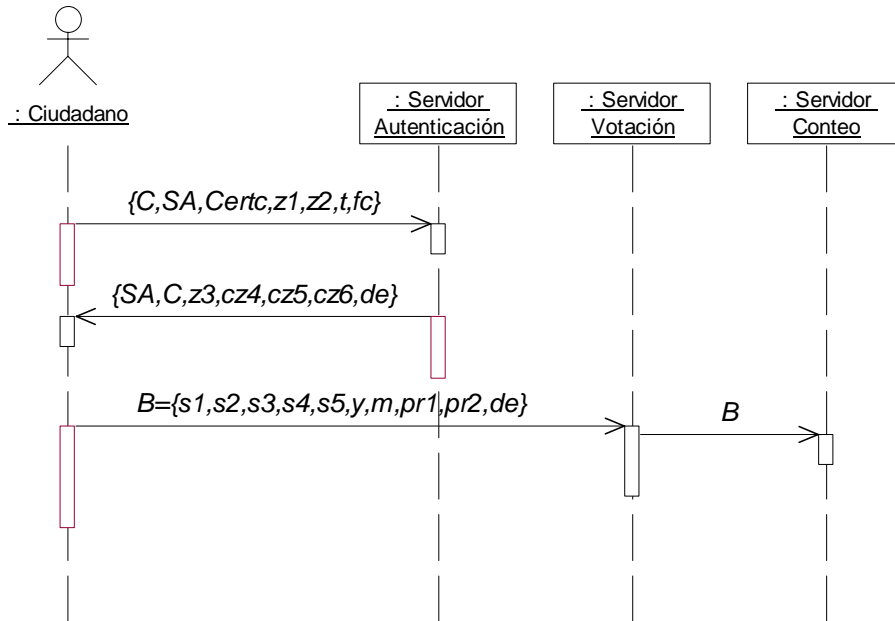 : Ciudadano
: Servidor
Autenticación
: Servidor
Votación
: Servidor
Conteo
{C,SA,Certc,z1,z2,t,fc}
{SA,C,z3,cz4,cz5,cz6,de}
B={s1,s2,s3,s4,s5,y,m,pr1,pr2,de}
B